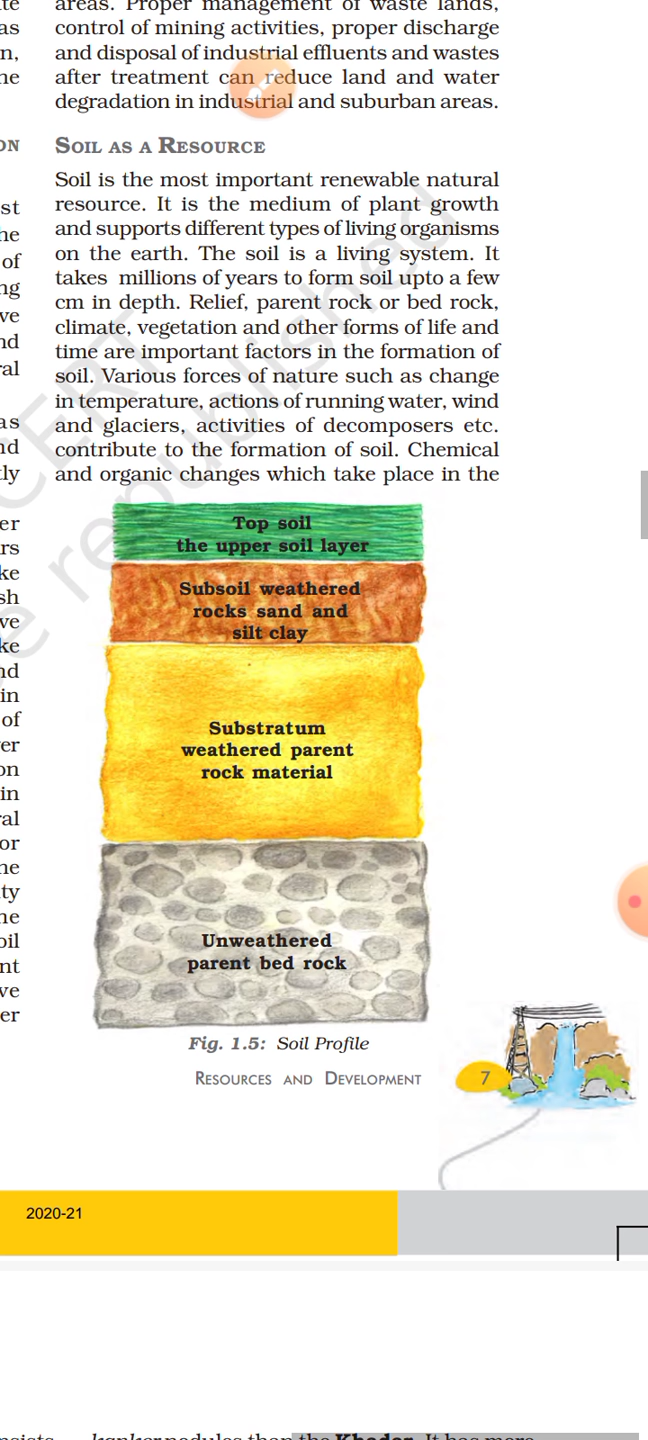 areas. Proper management of waste lands,
control of mining activities, proper discharge
and disposal of industrial effluents and wastes
after treatment can reduce land and water
degradation in industrial and suburban areas.
SOIL AS A RESOURCE
Soil is the most important renewable natural
resource. It is the medium of plant growth
and supports different types of living organisms
on the earth. The soil is a living system. It
takes millions of years to form soil upto a few
cm in depth. Relief, parent rock or bed rock,
climate, vegetation and other forms of life and
time are important factors in the formation of
soil. Various forces of nature such as change
in temperature, actions of running water, wind
and glaciers, activities of decomposers etc.
contribute to the formation of soil. Chemical
and organic changes which take place in the
Top soil
the upper soil layer
Subsoil weathered
rocks sand and
silt clay
Substratum
weathered parent
rock material
Unweathered
parent bed rock
Fig. 1.5: Soil Profile
RESOURCES AND DEVELOPMENT
7
2020-21
kanker nodules than the Khadar. It has more